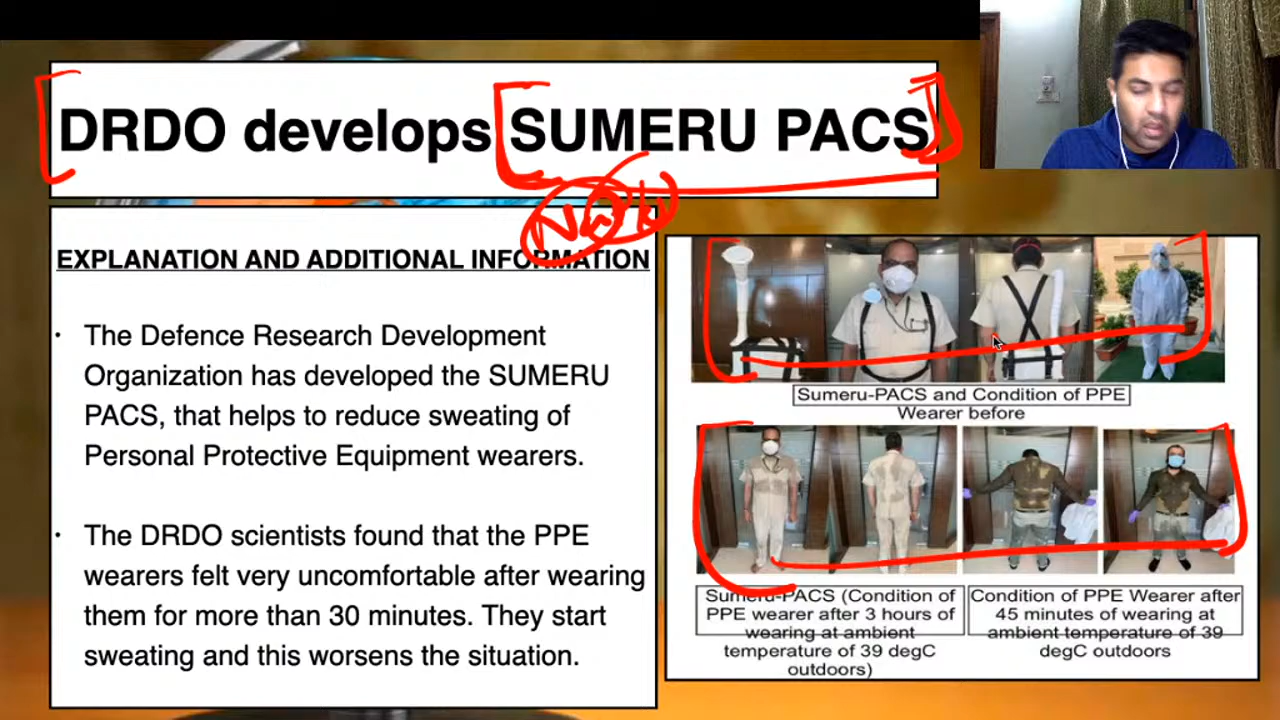 DRDO develops SUMERU PACS
EXPLANATION AND ADDITIONAL INFORMATION
· The Defence Research Development
Organization has developed the SUMERU
PACS, that helps to reduce sweating of
Personal Protective Equipment wearers.
· The DRDO scientists found that the PPE
wearers felt very uncomfortable after wearing
them for more than 30 minutes. They start
sweating and this worsens the situation.
Sumeru-PACS and Condition of PPE
Wearer before
Sumeru-PACS (Condition of
PPE wearer after 3 hours of
wearing at ambient
temperature of 39 degC
outdoors)
Condition of PPE Wearer after
45 minutes of wearing at
ambient temperature of 39
degC outdoors